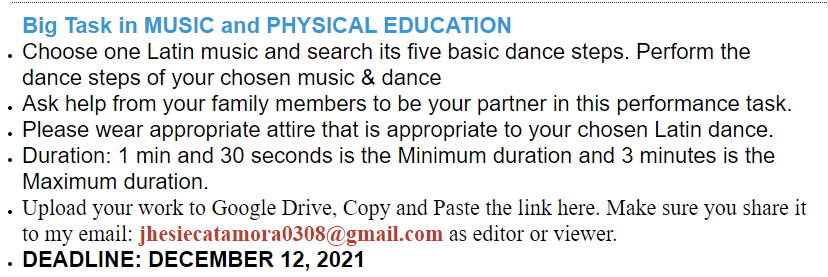 Big Task in MUSIC and PHYSICAL EDUCATION
• Choose one Latin music and search its five basic dance steps. Perform the
dance steps of your chosen music & dance
• Ask help from your family members to be your partner in this performance task.
• Please wear appropriate attire that is appropriate to your chosen Latin dance.
• Duration: 1 min and 30 seconds is the Minimum duration and 3 minutes is the
Maximum duration.
• Upload your work to Google Drive, Copy and Paste the link here. Make sure you share it
to my email: jhesiecatamora0308@gmail.com as editor or viewer.
• DEADLINE: DECEMBER 12, 2021